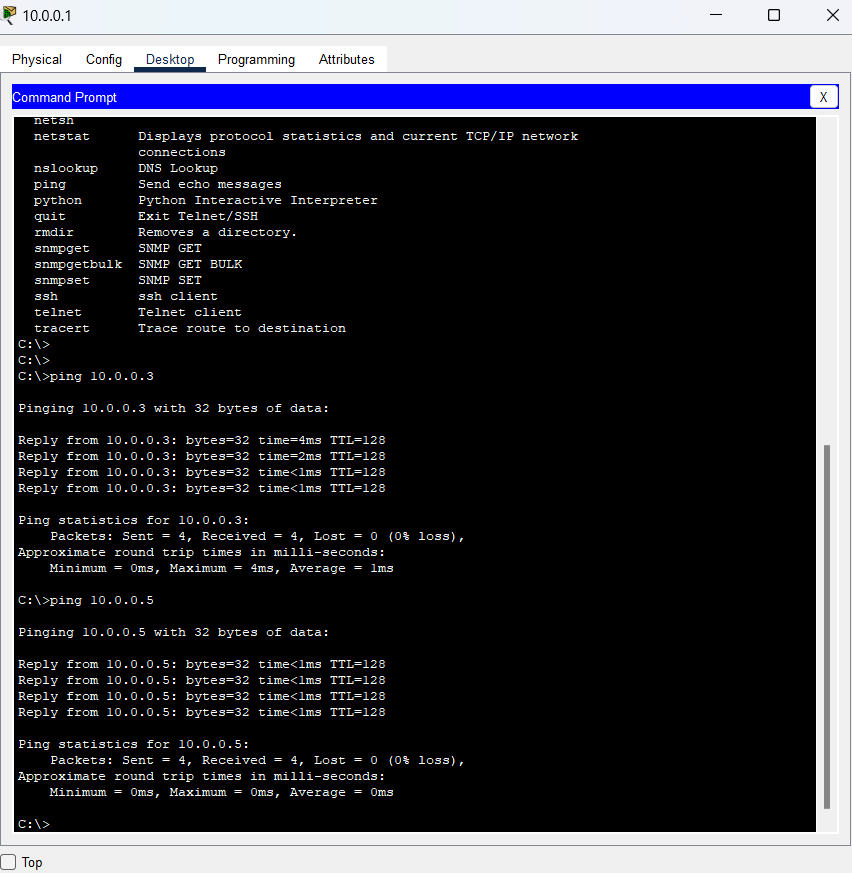 10.0.0.1
Physical Config Desktop Programming Attributes
Command Prompt X
netsh
netstat Displays protocol statistics and current TCP/IP network
connections
nslookup DNS Lookup
ping Send echo messages
python Python Interactive Interpreter
quit Exit Telnet/SSH
rmdir Removes a directory.
snmpget SNMP GET
snmpgetbulk SNMP GET BULK
snmpset SNMP SET
ssh ssh client
telnet Telnet client
tracert Trace route to destination
C:\>
C:\>
C:\>ping 10.0.0.3
Pinging 10.0.0.3 with 32 bytes of data:
Reply from 10.0.0.3: bytes=32 time=4ms TTL=128
Reply from 10.0.0.3: bytes=32 time=2ms TTL=128
Reply from 10.0.0.3: bytes=32 time<1ms TTL=128
Reply from 10.0.0.3: bytes=32 time<1ms TTL=128
Ping statistics for 10.0.0.3:
Packets: Sent = 4, Received = 4, Lost = 0 (0% loss),
Approximate round trip times in milli-seconds:
Minimum = 0ms, Maximum = 4ms, Average = 1ms
C:\>ping 10.0.0.5
Pinging 10.0.0.5 with 32 bytes of data:
Reply from 10.0.0.5: bytes=32 time<1ms TTL=128
Reply from 10.0.0.5: bytes=32 time<1ms TTL=128
Reply from 10.0.0.5: bytes=32 time<1ms TTL=128
Reply from 10.0.0.5: bytes=32 time<1ms TTL=128
Ping statistics for 10.0.0.5:
Packets: Sent = 4, Received = 4, Lost = 0 (0% loss),
Approximate round trip times in milli-seconds:
Minimum = 0ms, Maximum = 0ms, Average = 0ms
C:\>
Top